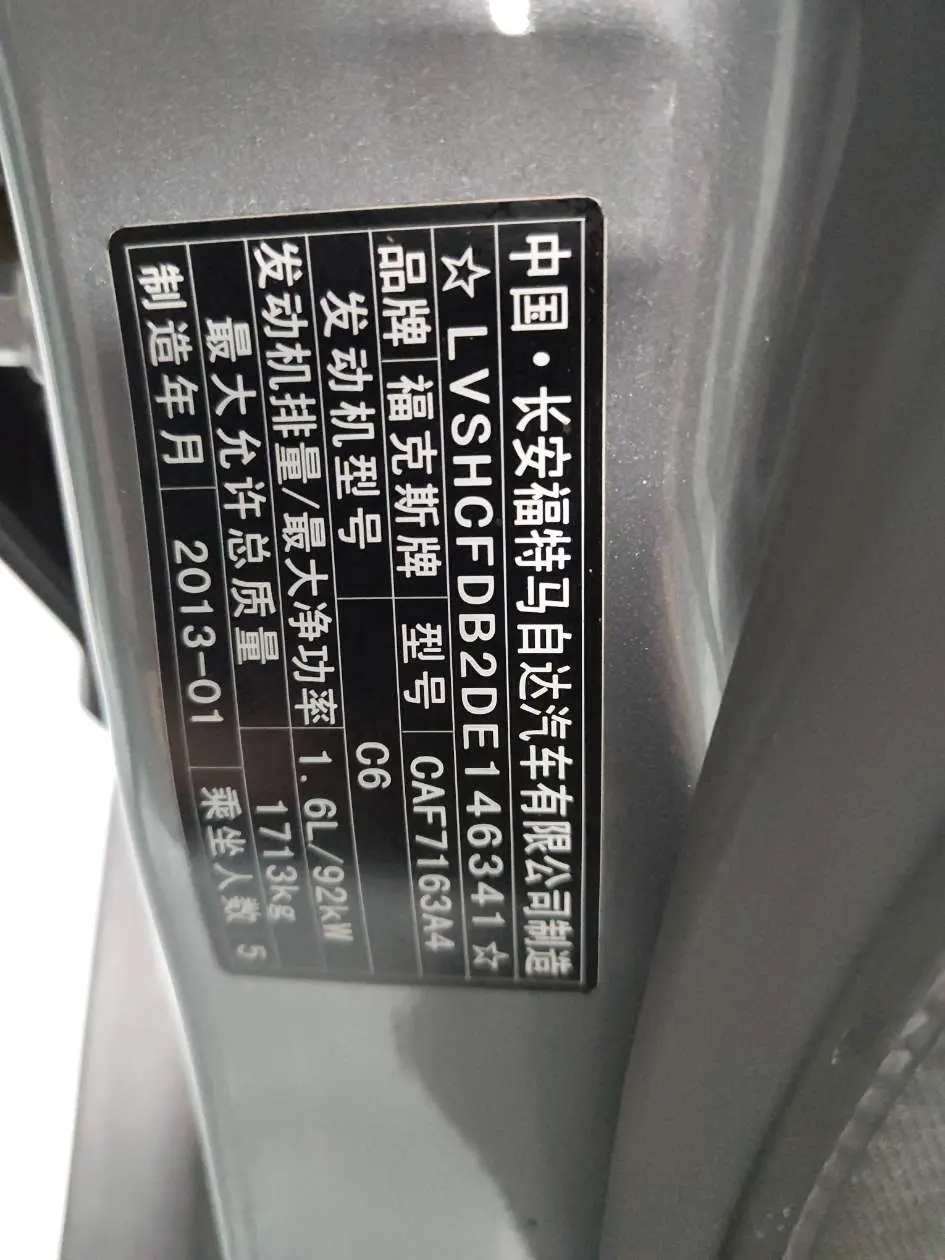 中国·长安福特马自达汽车有限公司制造
☆LVSHCFDB2DE146341☆
品牌 福克斯牌 型号 CAF7163A4
发动机型号 C6
发动机排量/最大净功率 1.6L/92kW
最大允许总质量 1713kg
制造年月 2013-01 乘坐人数 5